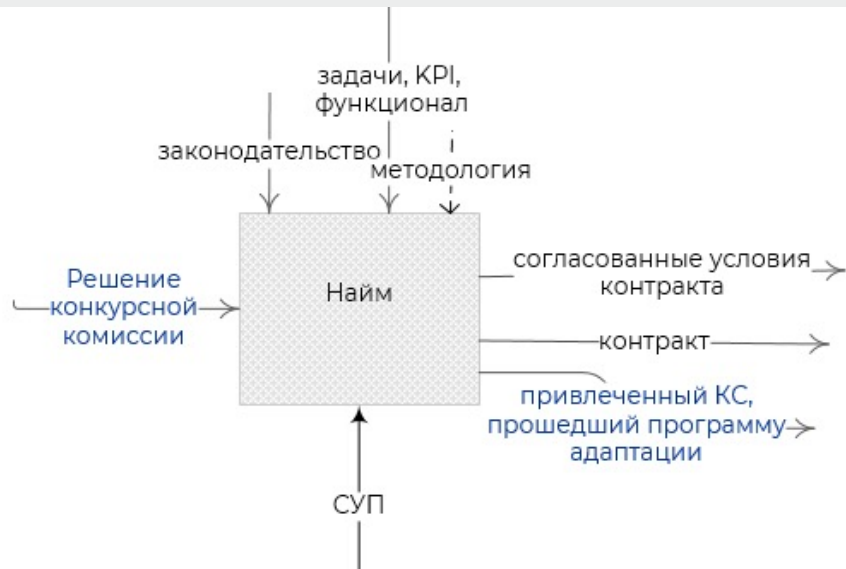 задачи, KPI,
функционал
законодательство
методология
Решение
конкурсной
комиссии
Найм
согласованные условия
контракта
контракт
привлеченный КС,
прошедший программу
адаптации
СУП